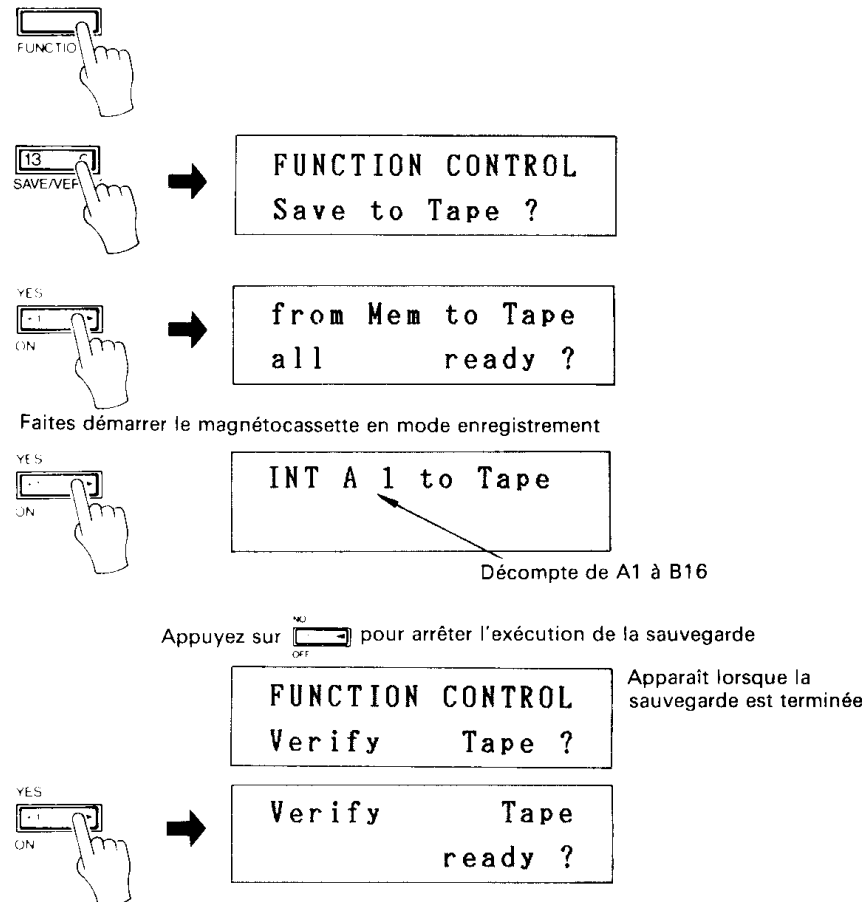 FUNCTIO
13
SAVE/VER
FUNCTION CONTROL
Save to Tape ?
YES
ON
from Mem to Tape
all ready ?
Faites démarrer le magnétocassette en mode enregistrement
YES
ON
INT A 1 to Tape
Décompte de A1 à B16
Appuyez sur NO OFF pour arrêter l'exécution de la sauvegarde
FUNCTION CONTROL
Verify Tape ?
Apparaît lorsque la
sauvegarde est terminée
YES
ON
Verify Tape
ready ?